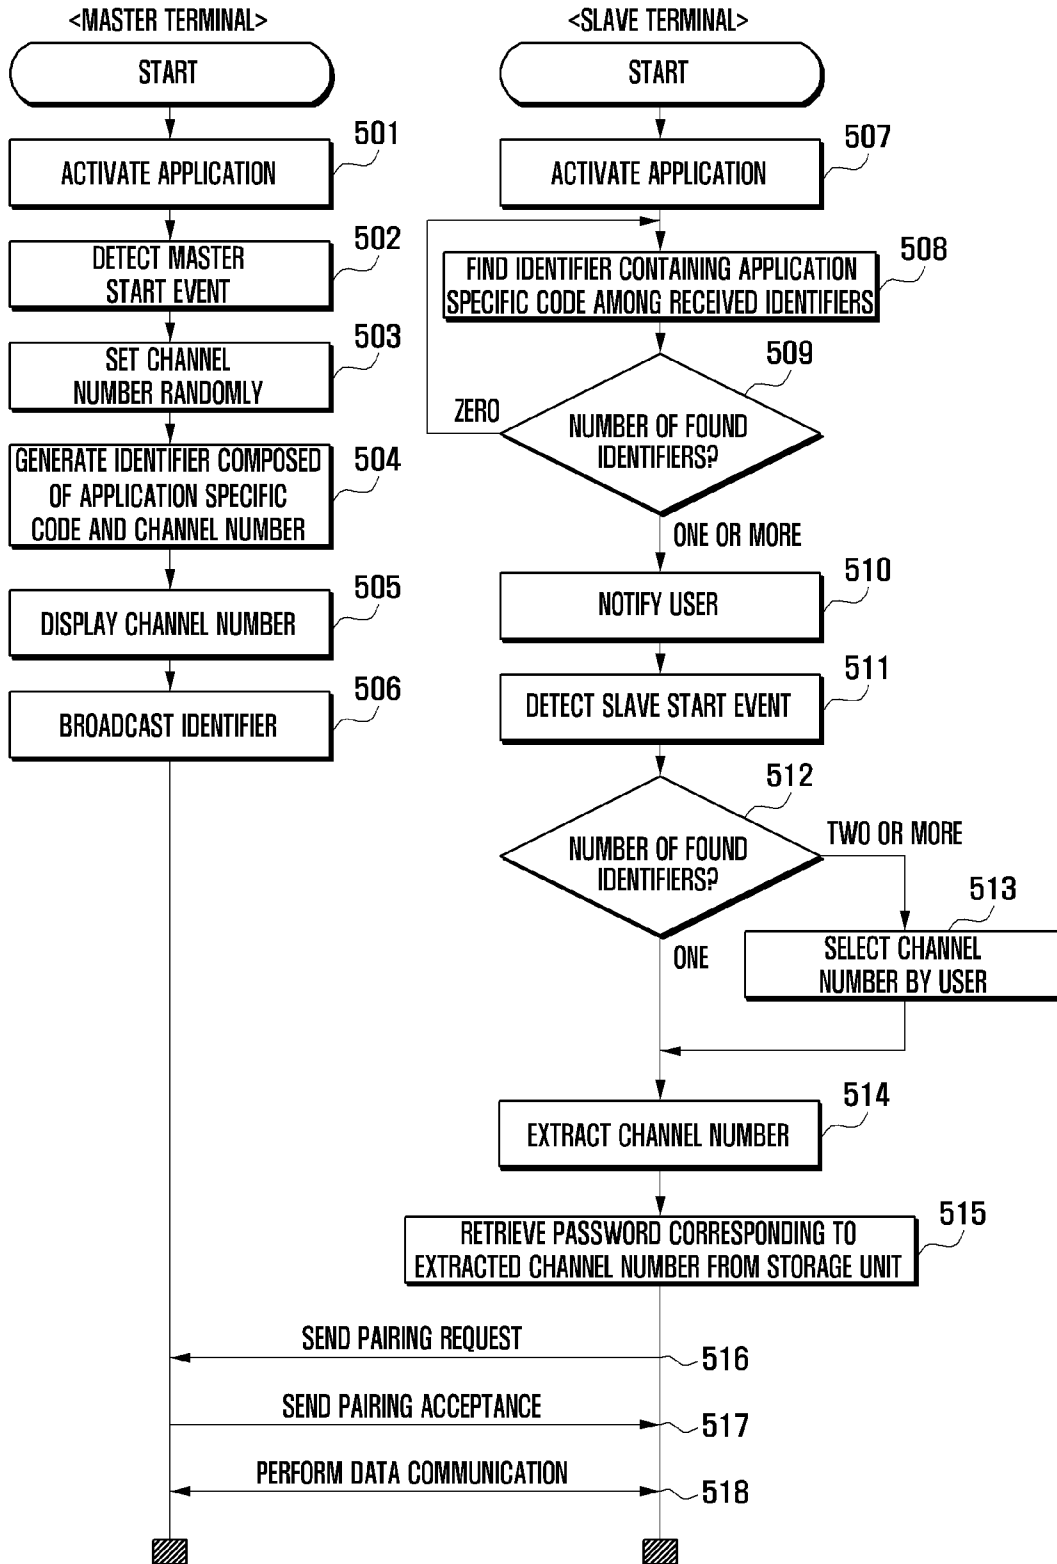 <MASTER TERMINAL>
START
501
ACTIVATE APPLICATION
502
DETECT MASTER
START EVENT
503
SET CHANNEL
NUMBER RANDOMLY
504
GENERATE IDENTIFIER COMPOSED
OF APPLICATION SPECIFIC
CODE AND CHANNEL NUMBER
505
DISPLAY CHANNEL NUMBER
506
BROADCAST IDENTIFIER
<SLAVE TERMINAL>
START
507
ACTIVATE APPLICATION
508
FIND IDENTIFIER CONTAINING APPLICATION
SPECIFIC CODE AMONG RECEIVED IDENTIFIERS
509
ZERO
NUMBER OF FOUND
IDENTIFIERS?
ONE OR MORE
510
NOTIFY USER
511
DETECT SLAVE START EVENT
512
NUMBER OF FOUND
IDENTIFIERS?
TWO OR MORE
513
SELECT CHANNEL
NUMBER BY USER
ONE
514
EXTRACT CHANNEL NUMBER
515
RETRIEVE PASSWORD CORRESPONDING TO
EXTRACTED CHANNEL NUMBER FROM STORAGE UNIT
SEND PAIRING REQUEST
516
SEND PAIRING ACCEPTANCE
517
PERFORM DATA COMMUNICATION
518